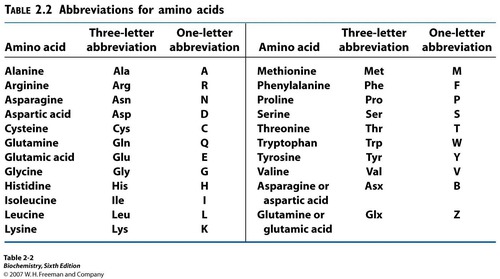 TABLE 2.2 Abbreviations for amino acids
Amino acid Three-letter abbreviation One-letter abbreviation Amino acid Three-letter abbreviation One-letter abbreviation
Alanine Ala A Methionine Met M
Arginine Arg R Phenylalanine Phe F
Asparagine Asn N Proline Pro P
Aspartic acid Asp D Serine Ser S
Cysteine Cys C Threonine Thr T
Glutamine Gln Q Tryptophan Trp W
Glutamic acid Glu E Tyrosine Tyr Y
Glycine Gly G Valine Val V
Histidine His H Asparagine or Asx B
Isoleucine Ile I aspartic acid
Leucine Leu L Glutamine or Glx Z
Lysine Lys K glutamic acid
Table 2-2
Biochemistry, Sixth Edition
© 2007 W. H. Freeman and Company